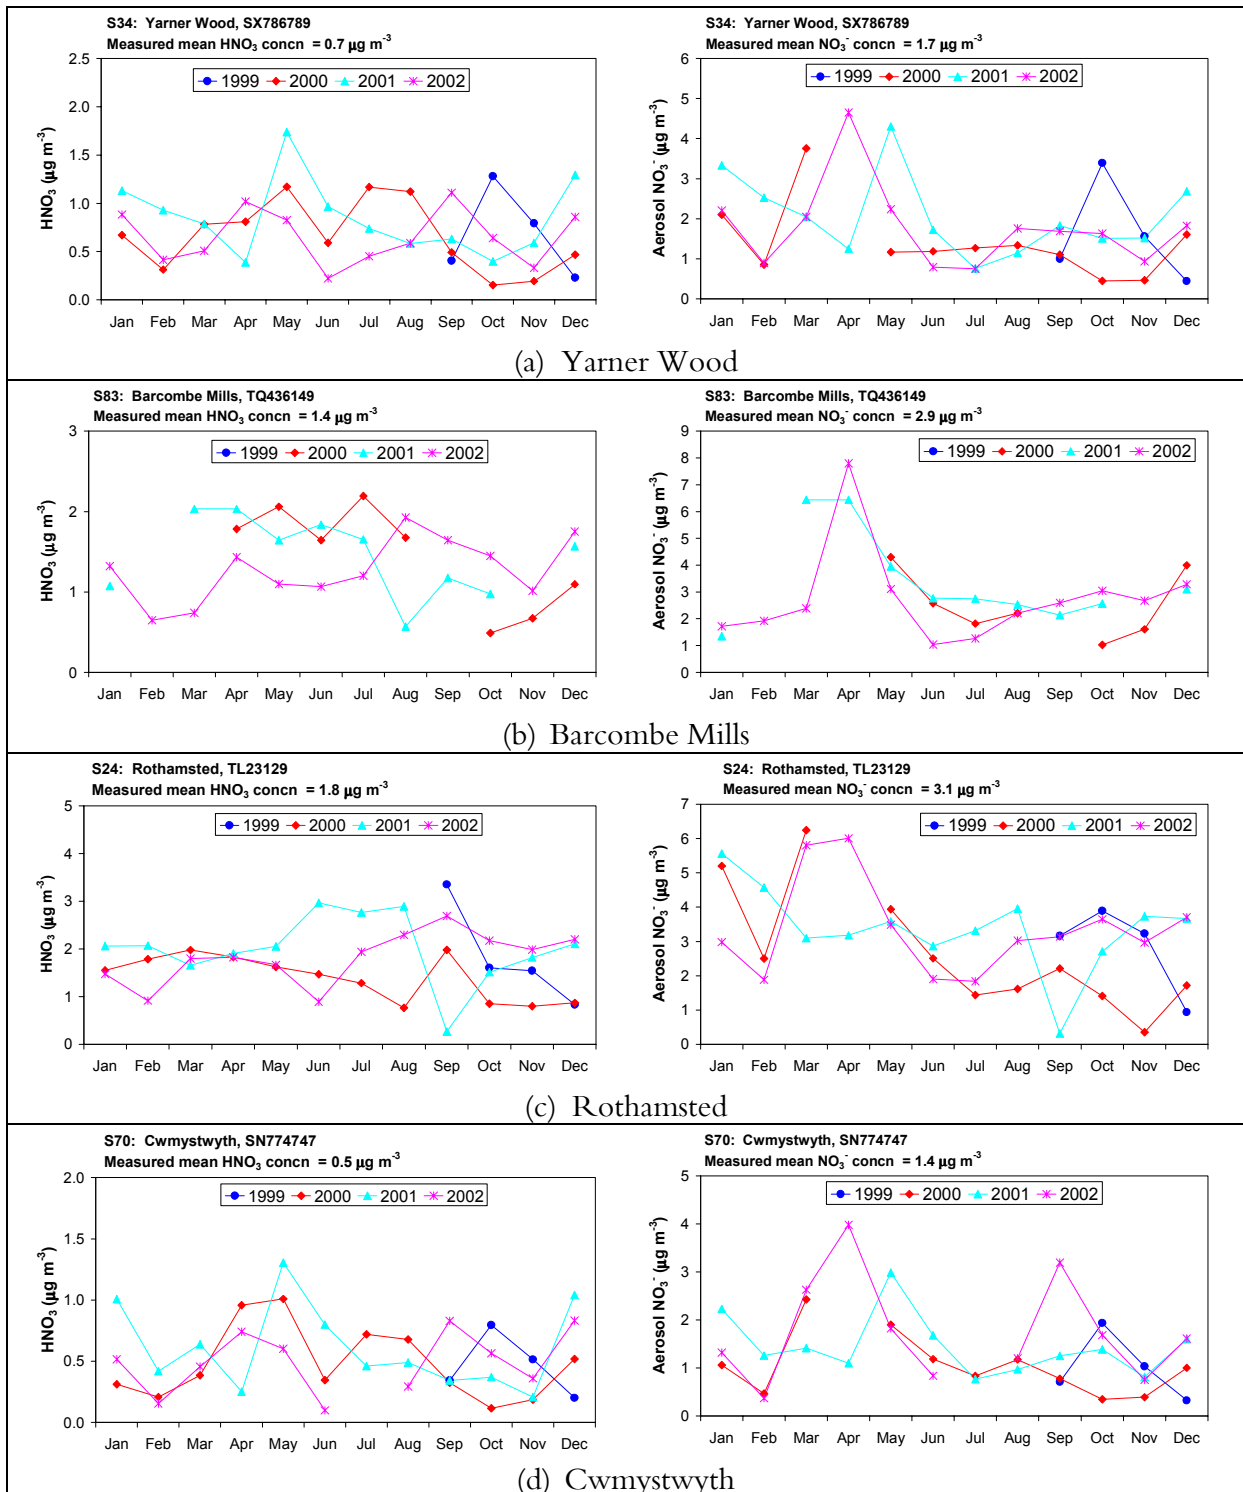 S34: Yarner Wood, SX786789
Measured mean HNO₃ concn = 0.7 µg m⁻³
2.5
2.0
1.5
1.0
0.5
0.0
HNO₃ (µg m⁻³)
1999 2000 2001 2002
Jan Feb Mar Apr May Jun Jul Aug Sep Oct Nov Dec
S34: Yarner Wood, SX786789
Measured mean NO₃⁻ concn = 1.7 µg m⁻³
6
5
4
3
2
1
0
Aerosol NO₃⁻ (µg m⁻³)
1999 2000 2001 2002
Jan Feb Mar Apr May Jun Jul Aug Sep Oct Nov Dec
(a) Yarner Wood
S83: Barcombe Mills, TQ436149
Measured mean HNO₃ concn = 1.4 µg m⁻³
3
2
1
0
HNO₃ (µg m⁻³)
1999 2000 2001 2002
Jan Feb Mar Apr May Jun Jul Aug Sep Oct Nov Dec
S83: Barcombe Mills, TQ436149
Measured mean NO₃⁻ concn = 2.9 µg m⁻³
9
8
7
6
5
4
3
2
1
0
Aerosol NO₃⁻ (µg m⁻³)
1999 2000 2001 2002
Jan Feb Mar Apr May Jun Jul Aug Sep Oct Nov Dec
(b) Barcombe Mills
S24: Rothamsted, TL23129
Measured mean HNO₃ concn = 1.8 µg m⁻³
5
4
3
2
1
0
HNO₃ (µg m⁻³)
1999 2000 2001 2002
Jan Feb Mar Apr May Jun Jul Aug Sep Oct Nov Dec
S24: Rothamsted, TL23129
Measured mean NO₃⁻ concn = 3.1 µg m⁻³
7
6
5
4
3
2
1
0
Aerosol NO₃⁻ (µg m⁻³)
1999 2000 2001 2002
Jan Feb Mar Apr May Jun Jul Aug Sep Oct Nov Dec
(c) Rothamsted
S70: Cwmystwyth, SN774747
Measured mean HNO₃ concn = 0.5 µg m⁻³
2.0
1.5
1.0
0.5
0.0
HNO₃ (µg m⁻³)
1999 2000 2001 2002
Jan Feb Mar Apr May Jun Jul Aug Sep Oct Nov Dec
S70: Cwmystwyth, SN774747
Measured mean NO₃⁻ concn = 1.4 µg m⁻³
5
4
3
2
1
0
Aerosol NO₃⁻ (µg m⁻³)
1999 2000 2001 2002
Jan Feb Mar Apr May Jun Jul Aug Sep Oct Nov Dec
(d) Cwmystwyth